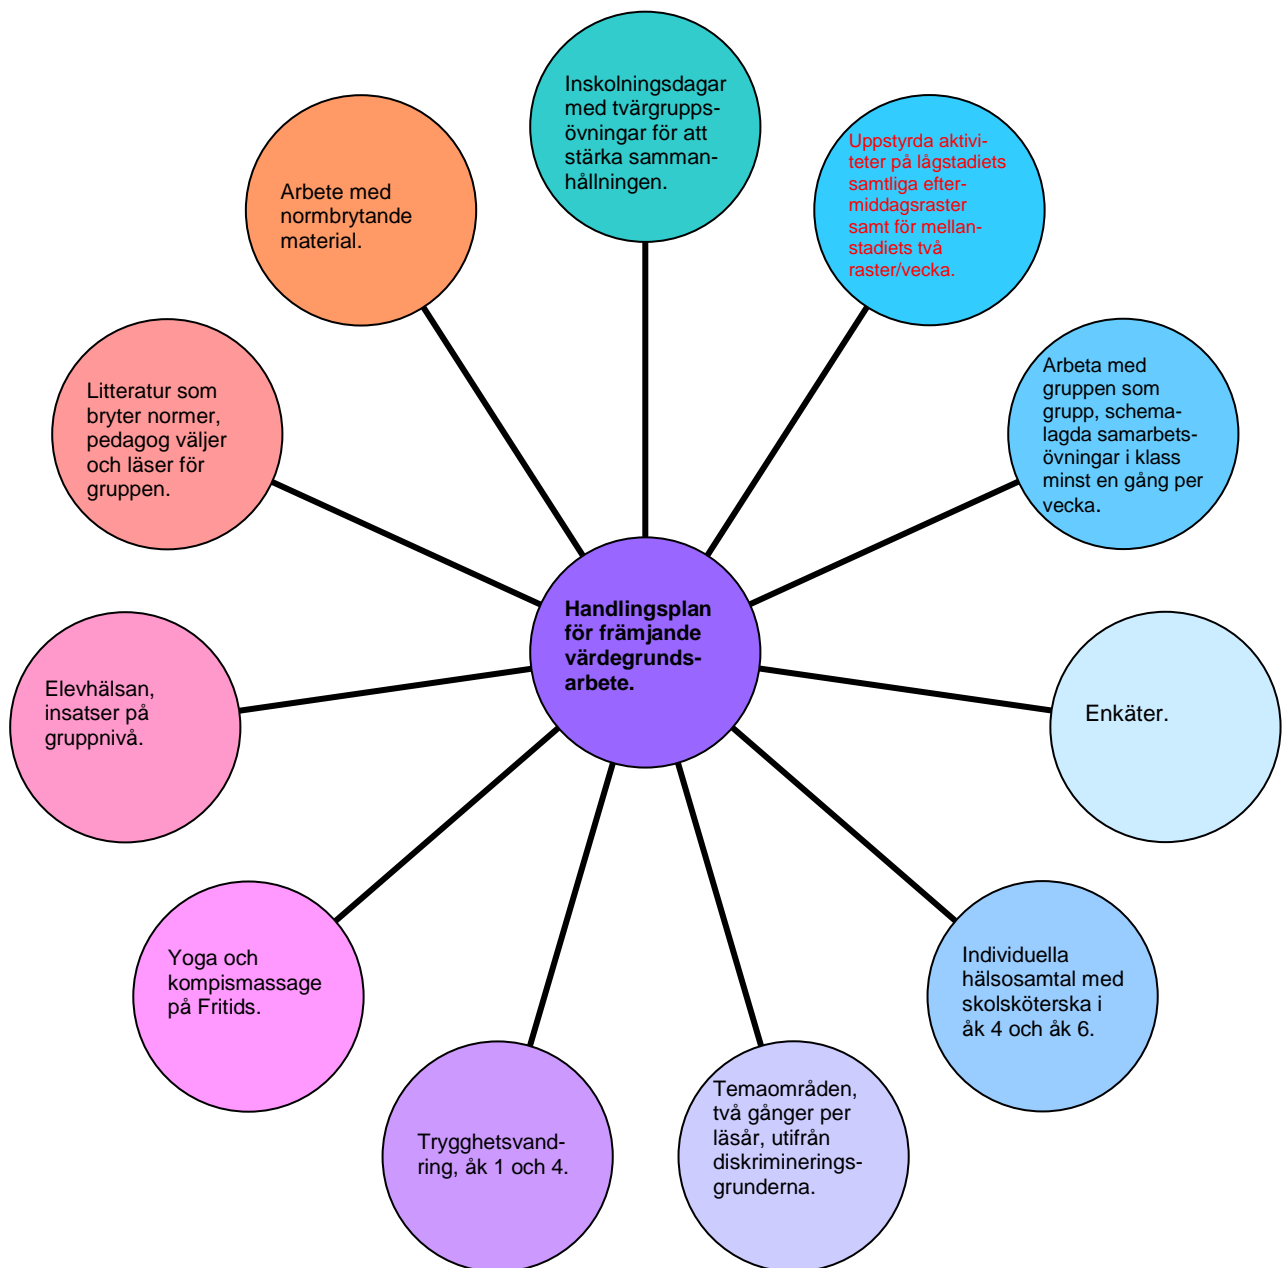 Inskolningsdagar
med tvärgrupps-
övningar för att
stärka samman-
hållningen.
Uppstyrda aktivi-
teter på lågstadiets
samtliga efter-
middagsraster
samt för mellan-
stadiets två
raster/vecka.
Arbeta med
gruppen som
grupp, schema-
lagda samarbets-
övningar i klass
minst en gång per
vecka.
Enkäter.
Individuella
hälsosamtal med
skolsköterska i
åk 4 och åk 6.
Temaområden,
två gånger per
läsår, utifrån
diskriminerings-
grunderna.
Trygghetsvand-
ring, åk 1 och 4.
Yoga och
kompismassage
på Fritids.
Elevhälsan,
insatser på
gruppnivå.
Litteratur som
bryter normer,
pedagog väljer
och läser för
gruppen.
Arbete med
normbrytande
material.
Handlingsplan
för främjande
värdegrunds-
arbete.